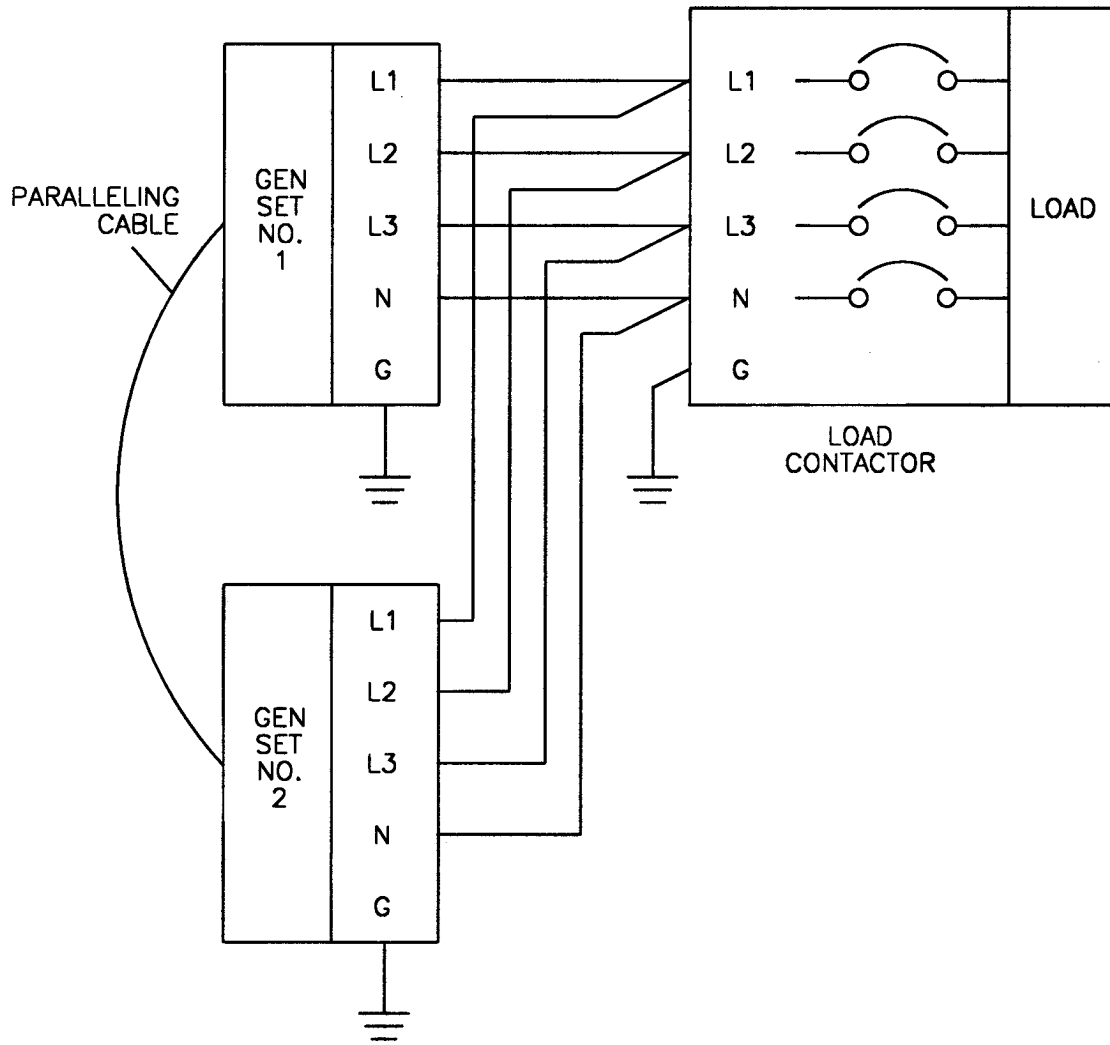 PARALLELING
CABLE
GEN
SET
NO.
1
L1
L2
L3
N
G
L1
L2
L3
N
G
LOAD
LOAD
CONTACTOR
GEN
SET
NO.
2
L1
L2
L3
N
G